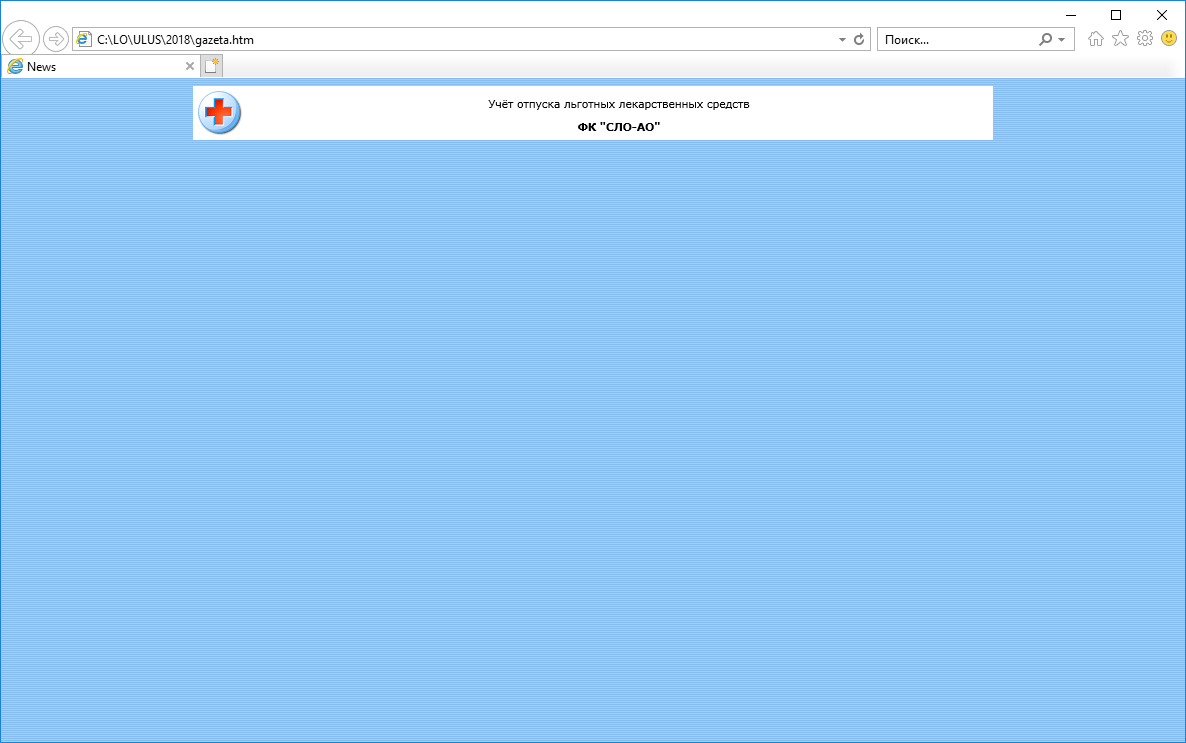 C:\LO\ULUS\2018\gazeta.htm
Поиск...
News
Учёт отпуска льготных лекарственных средств
ФК "СЛО-АО"